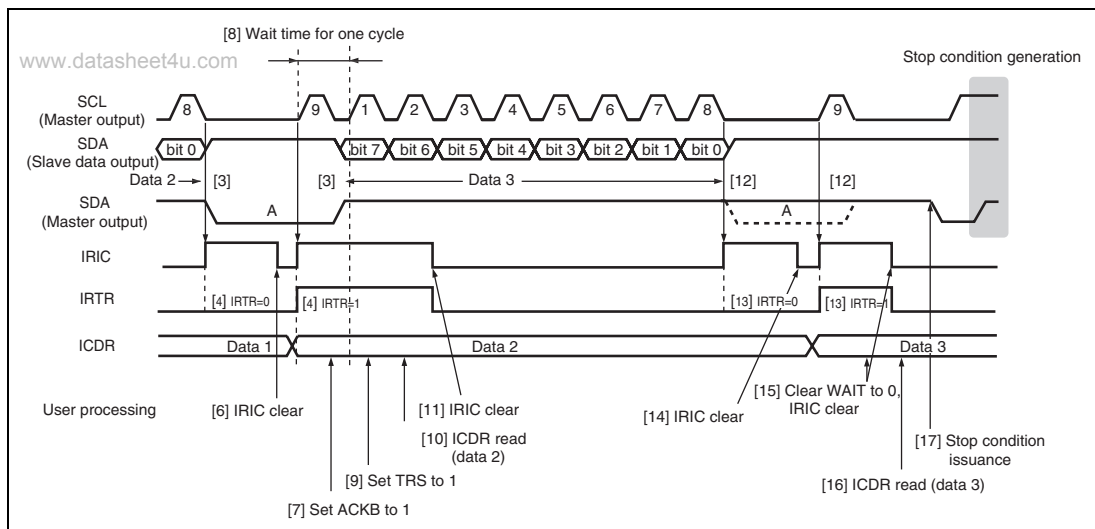 [8] Wait time for one cycle
www.datasheet4u.com
Stop condition generation
SCL
(Master output)
8 9 1 2 3 4 5 6 7 8 9
SDA
(Slave data output)
bit 0 bit 7 bit 6 bit 5 bit 4 bit 3 bit 2 bit 1 bit 0
Data 2 [3] [3] Data 3 [12] [12]
SDA
(Master output)
A A
IRIC
IRTR
[4] IRTR=0 [4] IRTR=1 [13] IRTR=0 [13] IRTR=1
ICDR
Data 1 Data 2 Data 3
User processing
[6] IRIC clear
[11] IRIC clear
[14] IRIC clear
[15] Clear WAIT to 0,
IRIC clear
[10] ICDR read
(data 2)
[17] Stop condition
issuance
[9] Set TRS to 1
[16] ICDR read (data 3)
[7] Set ACKB to 1